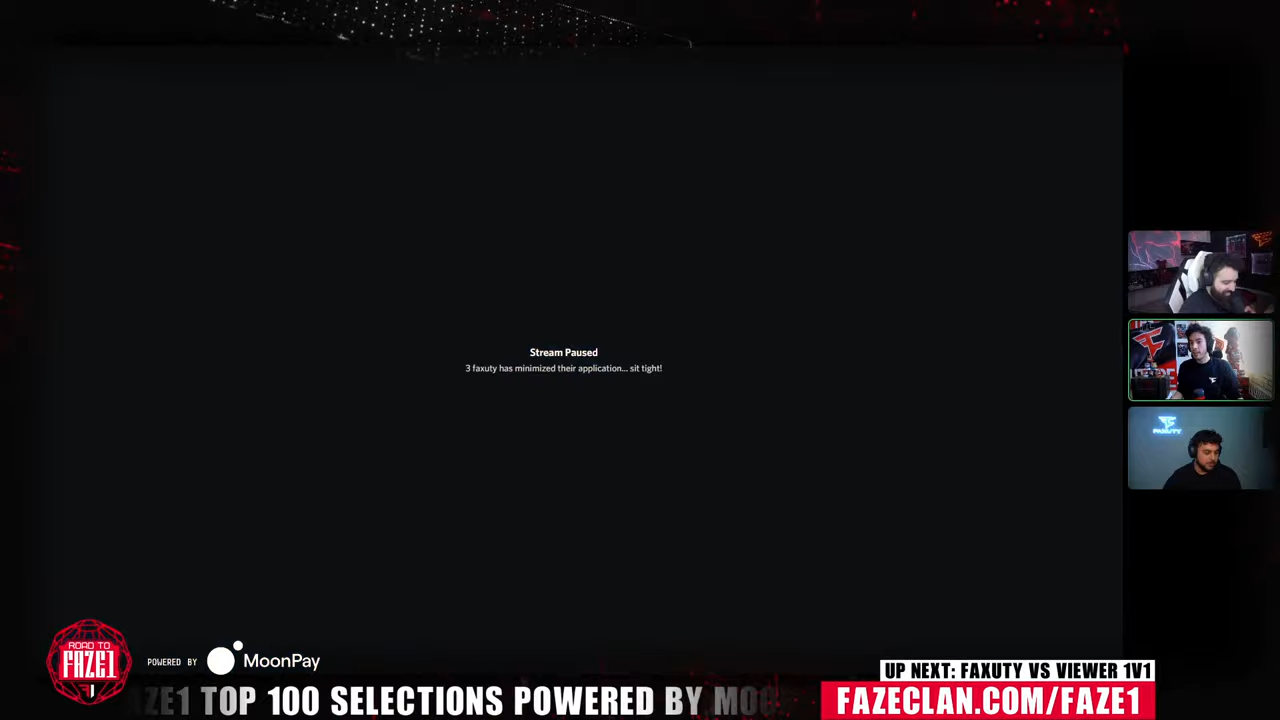 Stream Paused
3 faxuty has minimized their application... sit tight!
FAXUTY
ROAD TO
FAZE1
POWERED BY
MoonPay
UP NEXT: FAXUTY VS VIEWER 1V1
TOP 100 SELECTIONS POWERED BY
FAZECLAN.COM/FAZE1